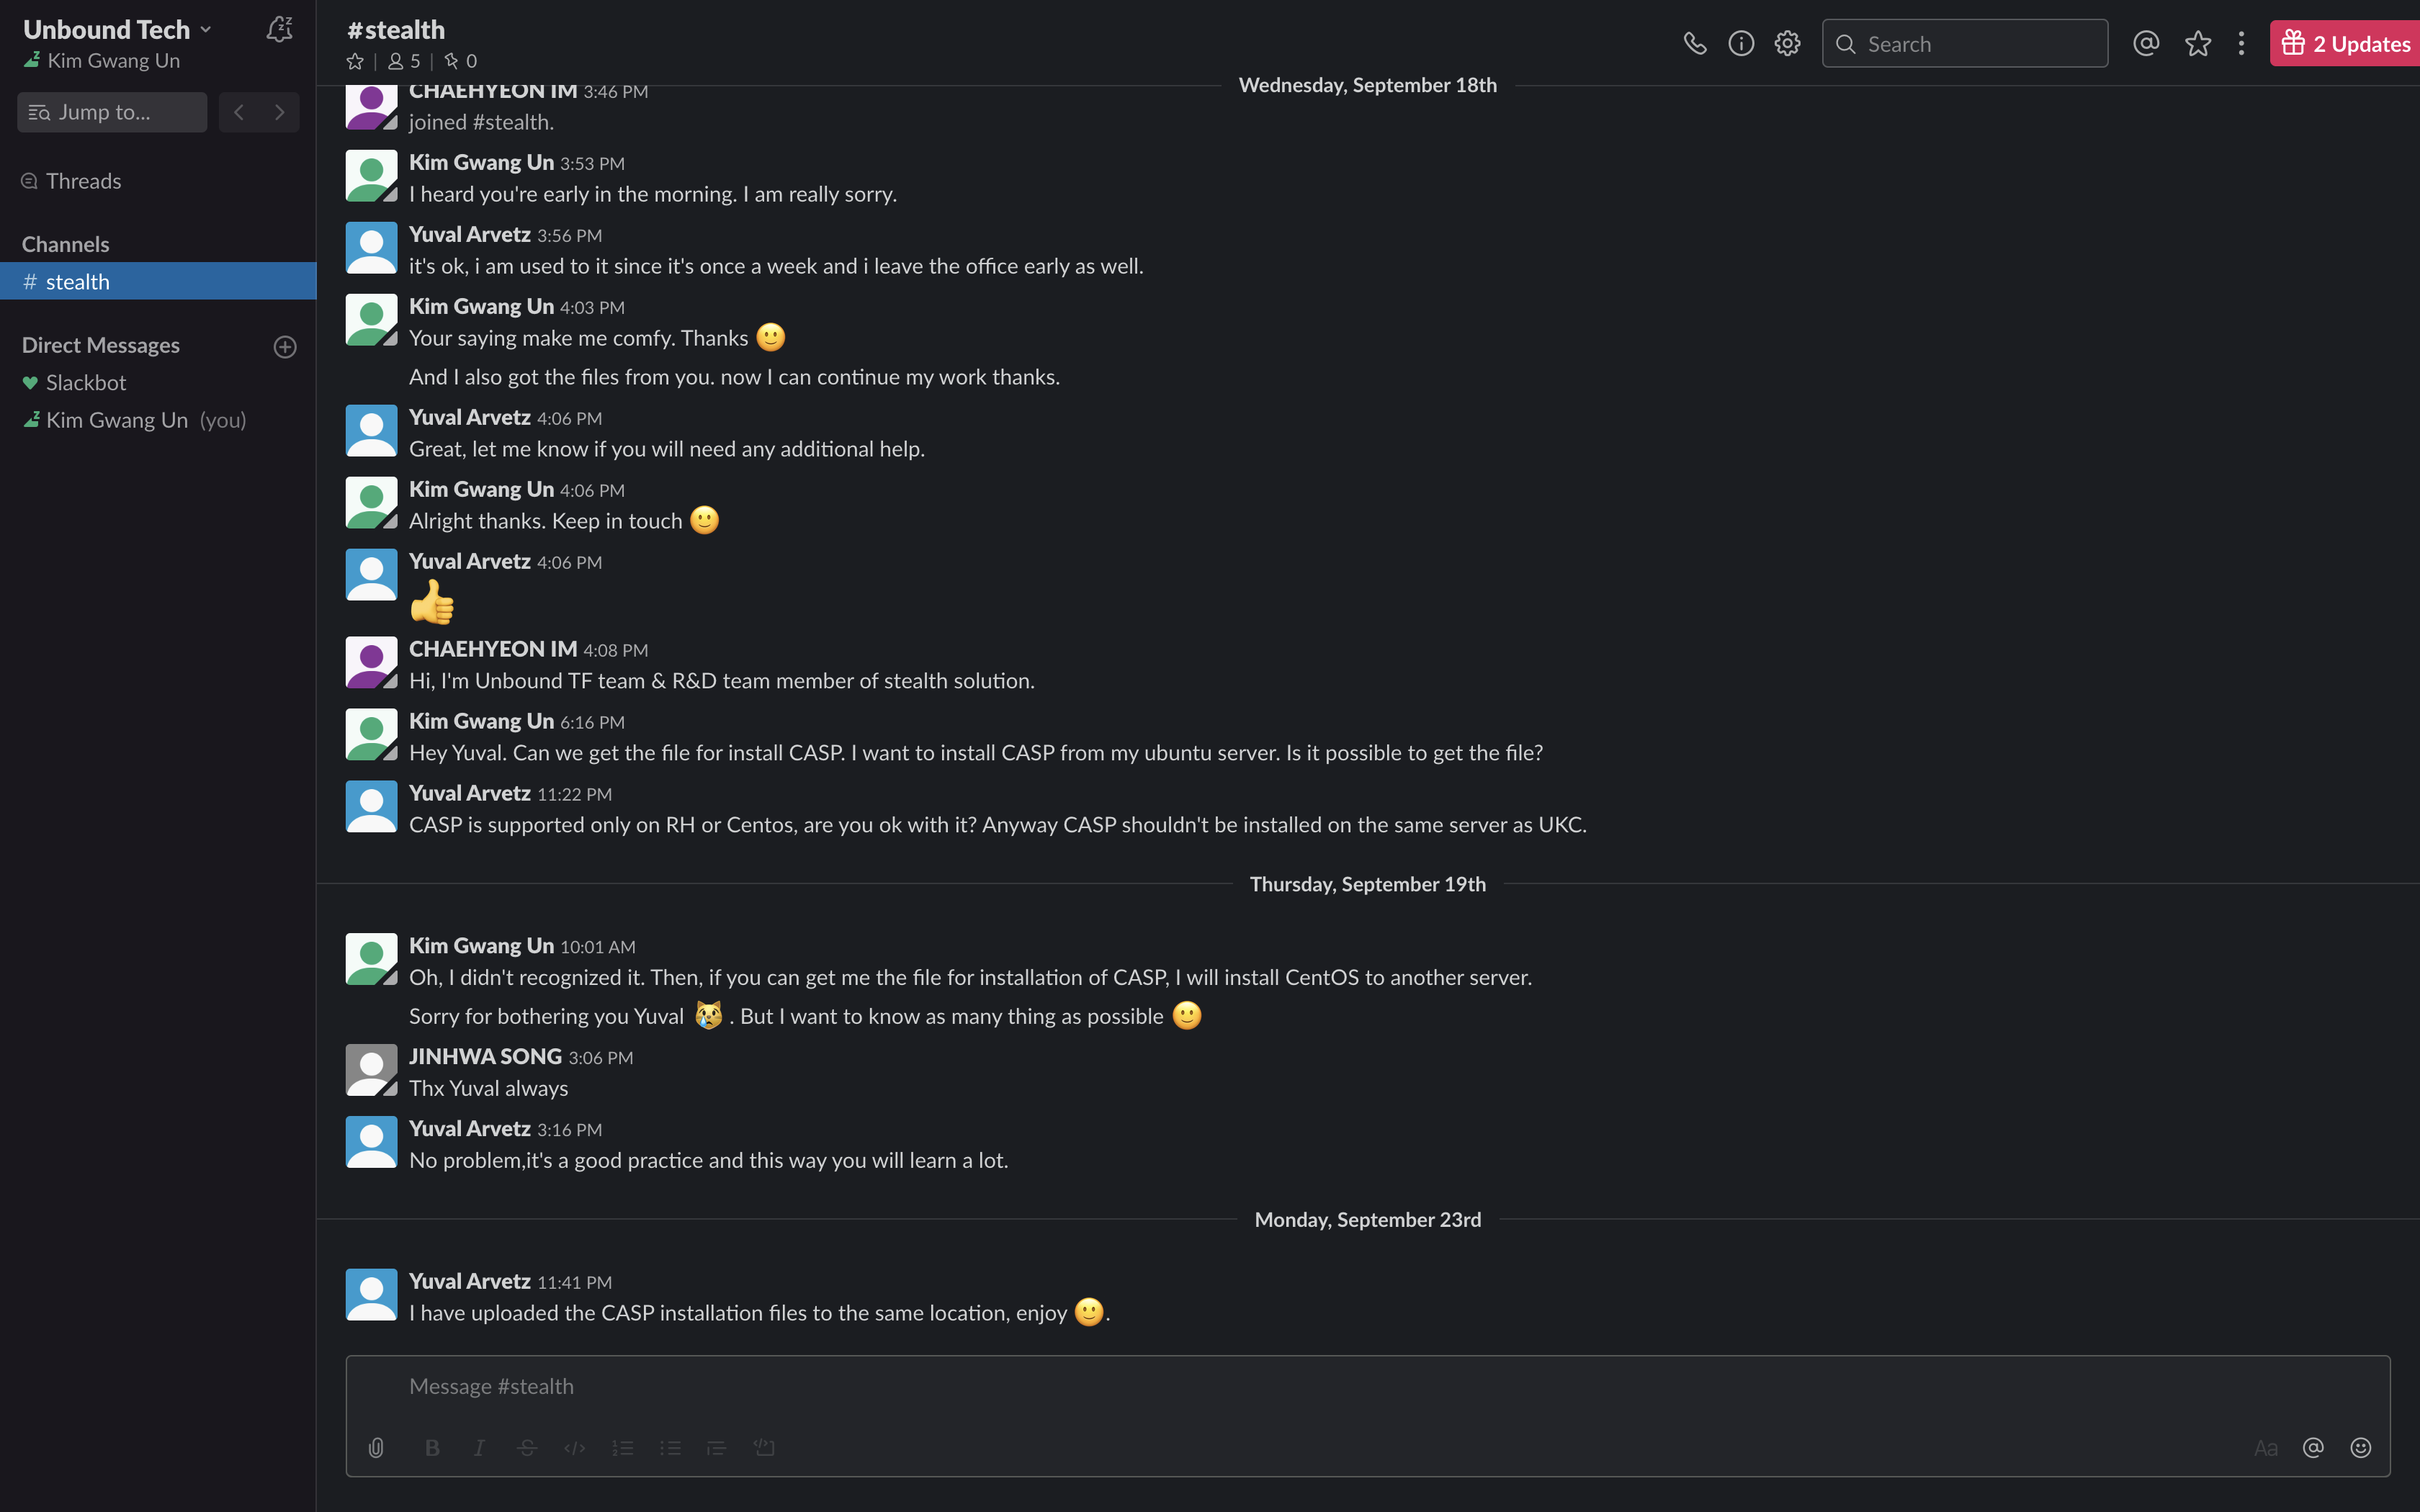 Unbound Tech
Kim Gwang Un
Jump to...
Threads
Channels
# stealth
Direct Messages
Slackbot
Kim Gwang Un (you)
#stealth
5
0
Search
2 Updates
Wednesday, September 18th
CHAEHYEON IM 3:46 PM
joined #stealth.
Kim Gwang Un 3:53 PM
I heard you're early in the morning. I am really sorry.
Yuval Arvetz 3:56 PM
it's ok, i am used to it since it's once a week and i leave the office early as well.
Kim Gwang Un 4:03 PM
Your saying make me comfy. Thanks 🙂
And I also got the files from you. now I can continue my work thanks.
Yuval Arvetz 4:06 PM
Great, let me know if you will need any additional help.
Kim Gwang Un 4:06 PM
Alright thanks. Keep in touch 🙂
Yuval Arvetz 4:06 PM
👍
CHAEHYEON IM 4:08 PM
Hi, I'm Unbound TF team & R&D team member of stealth solution.
Kim Gwang Un 6:16 PM
Hey Yuval. Can we get the file for install CASP. I want to install CASP from my ubuntu server. Is it possible to get the file?
Yuval Arvetz 11:22 PM
CASP is supported only on RH or Centos, are you ok with it? Anyway CASP shouldn't be installed on the same server as UKC.
Thursday, September 19th
Kim Gwang Un 10:01 AM
Oh, I didn't recognized it. Then, if you can get me the file for installation of CASP, I will install CentOS to another server.
Sorry for bothering you Yuval 😿 . But I want to know as many thing as possible 🙂
JINHWA SONG 3:06 PM
Thx Yuval always
Yuval Arvetz 3:16 PM
No problem,it's a good practice and this way you will learn a lot.
Monday, September 23rd
Yuval Arvetz 11:41 PM
I have uploaded the CASP installation files to the same location, enjoy 🙂.
Message #stealth
B I S </> Aa @